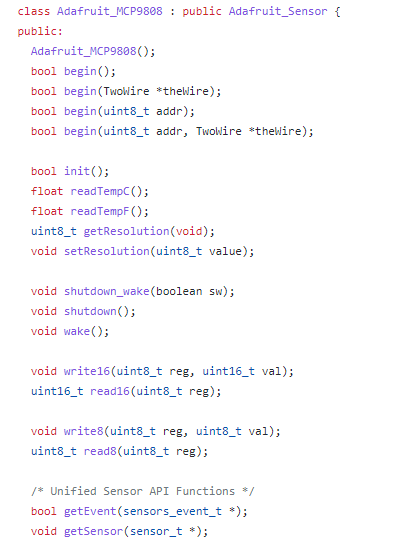 class Adafruit_MCP9808 : public Adafruit_Sensor {
public:
  Adafruit_MCP9808();
  bool begin();
  bool begin(TwoWire *theWire);
  bool begin(uint8_t addr);
  bool begin(uint8_t addr, TwoWire *theWire);

  bool init();
  float readTempC();
  float readTempF();
  uint8_t getResolution(void);
  void setResolution(uint8_t value);

  void shutdown_wake(boolean sw);
  void shutdown();
  void wake();

  void write16(uint8_t reg, uint16_t val);
  uint16_t read16(uint8_t reg);

  void write8(uint8_t reg, uint8_t val);
  uint8_t read8(uint8_t reg);

  /* Unified Sensor API Functions */
  bool getEvent(sensors_event_t *);
  void getSensor(sensor_t *);